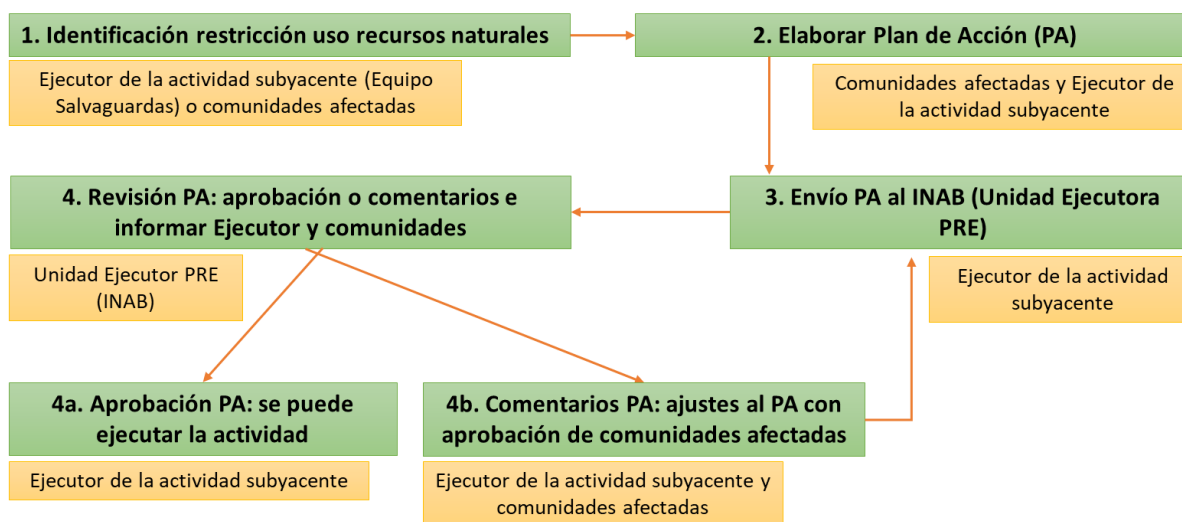 1. Identificación restricción uso recursos naturales
Ejecutor de la actividad subyacente (Equipo
Salvaguardas) o comunidades afectadas
2. Elaborar Plan de Acción (PA)
Comunidades afectadas y Ejecutor de
la actividad subyacente
3. Envío PA al INAB (Unidad Ejecutora
PRE)
Ejecutor de la actividad
subyacente
4. Revisión PA: aprobación o comentarios e
informar Ejecutor y comunidades
Unidad Ejecutor PRE
(INAB)
4a. Aprobación PA: se puede
ejecutar la actividad
Ejecutor de la actividad subyacente
4b. Comentarios PA: ajustes al PA con
aprobación de comunidades afectadas
Ejecutor de la actividad subyacente y
comunidades afectadas